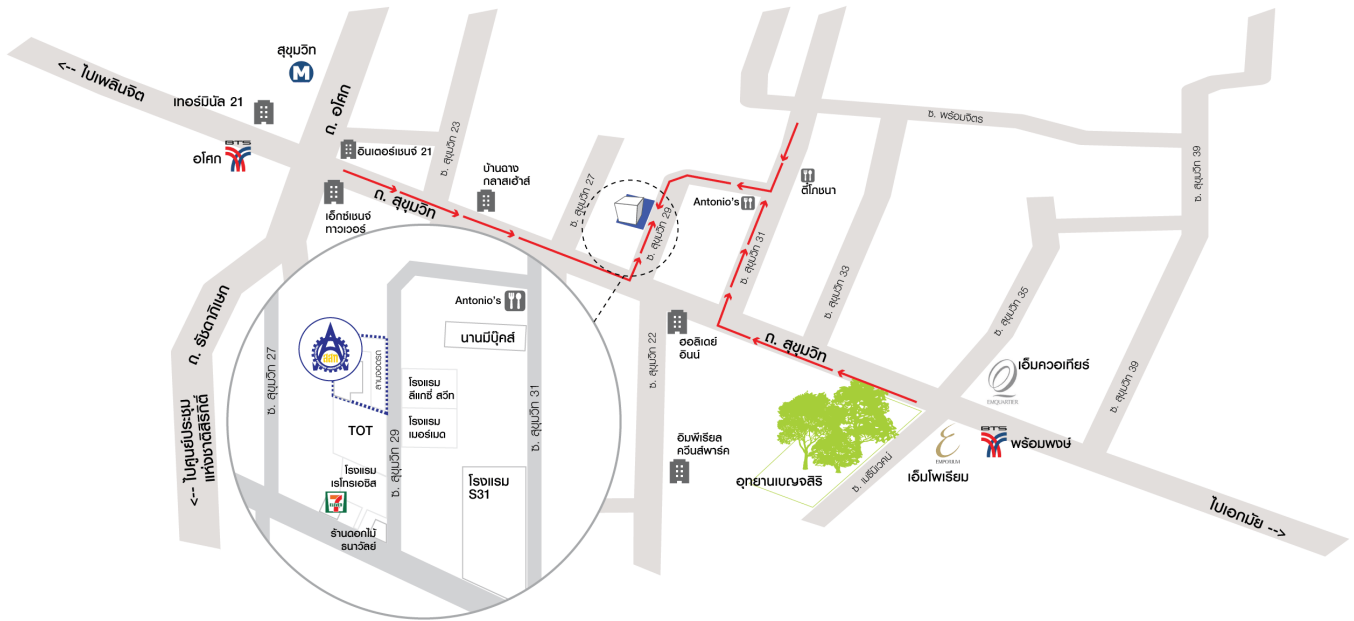 สุขุมวิท
M
<-- ไปเพลินจิต
เทอร์มินัล 21
BTS
อโศก
ถ. อโศก
อินเตอร์เชนจ์ 21
ซ. สุขุมวิท 23
เอ็กซ์เชนจ์
ทาวเวอร์
ถ. สุขุมวิท
บ้านฉาง
กลาสเฮ้าส์
ซ. สุขุมวิท 27
ซ. สุขุมวิท 29
Antonio's
ซ. สุขุมวิท 31
ตี๋โภชนา
ซ. พร้อมจิตร
ซ. สุขุมวิท 33
ซ. สุขุมวิท 39
ซ. สุขุมวิท 35
ซ. สุขุมวิท 39
ถ. รัชดาภิเษก
<-- ไปศูนย์ประชุม
แห่งชาติสิริกิติ์
ซ. สุขุมวิท 22
ฮอลิเดย์
อินน์
ถ. สุขุมวิท
อิมพีเรียล
ควีนส์พาร์ค
อุทยานเบญจสิริ
ซ. เมธีนิเวศน์
เอ็มควอเทียร์
EMQUARTIER
EMPORIUM
เอ็มโพเรียม
BTS
พร้อมพงษ์
ไปเอกมัย -->
Antonio's
นานมีบุ๊คส์
A
ส.ส.ท.
ลานจอดรถ
โรงแรม
ลีแกซี่ สวีท
โรงแรม
เมอร์เมด
TOT
ซ. สุขุมวิท 27
ซ. สุขุมวิท 29
ซ. สุขุมวิท 31
โรงแรม
เรโทรเอซิส
7
ELEVEN
โรงแรม
S31
ร้านดอกไม้
ธนาวัลย์